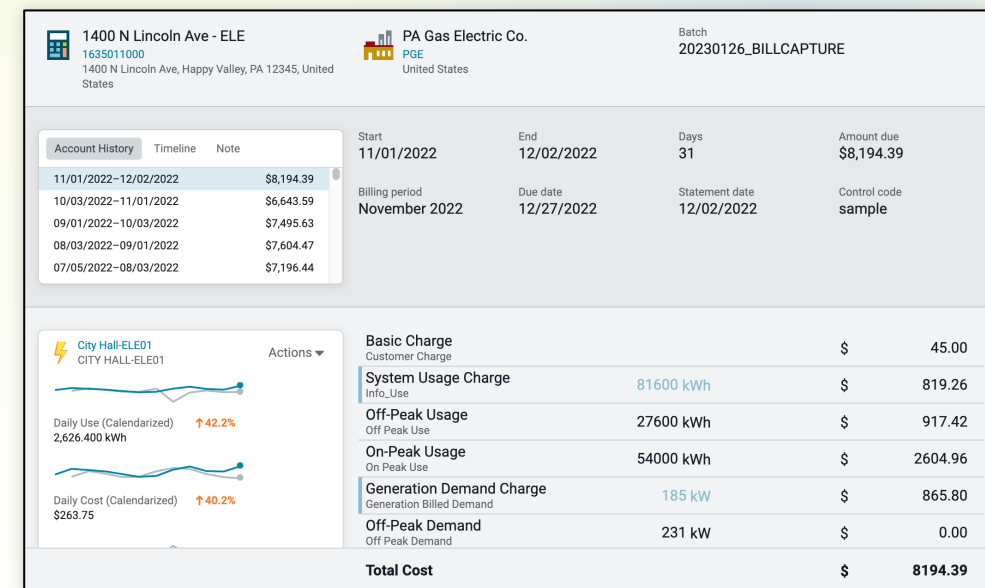 1400 N Lincoln Ave - ELE
1635011000
1400 N Lincoln Ave, Happy Valley, PA 12345, United
States
PA Gas Electric Co.
PGE
United States
Batch
20230126_BILLCAPTURE
Account History Timeline Note
11/01/2022–12/02/2022 $8,194.39
10/03/2022–11/01/2022 $6,643.59
09/01/2022–10/03/2022 $7,495.63
08/03/2022–09/01/2022 $7,604.47
07/05/2022–08/03/2022 $7,196.44
Start End Days Amount due
11/01/2022 12/02/2022 31 $8,194.39
Billing period Due date Statement date Control code
November 2022 12/27/2022 12/02/2022 sample
City Hall-ELE01
CITY HALL-ELE01
Actions
Daily Use (Calendarized) ↑42.2%
2,626.400 kWh
Daily Cost (Calendarized) ↑40.2%
$263.75
Basic Charge $ 45.00
Customer Charge
System Usage Charge 81600 kWh $ 819.26
Info_Use
Off-Peak Usage 27600 kWh $ 917.42
Off Peak Use
On-Peak Usage 54000 kWh $ 2604.96
On Peak Use
Generation Demand Charge 185 kW $ 865.80
Generation Billed Demand
Off-Peak Demand 231 kW $ 0.00
Off Peak Demand
Total Cost $ 8194.39